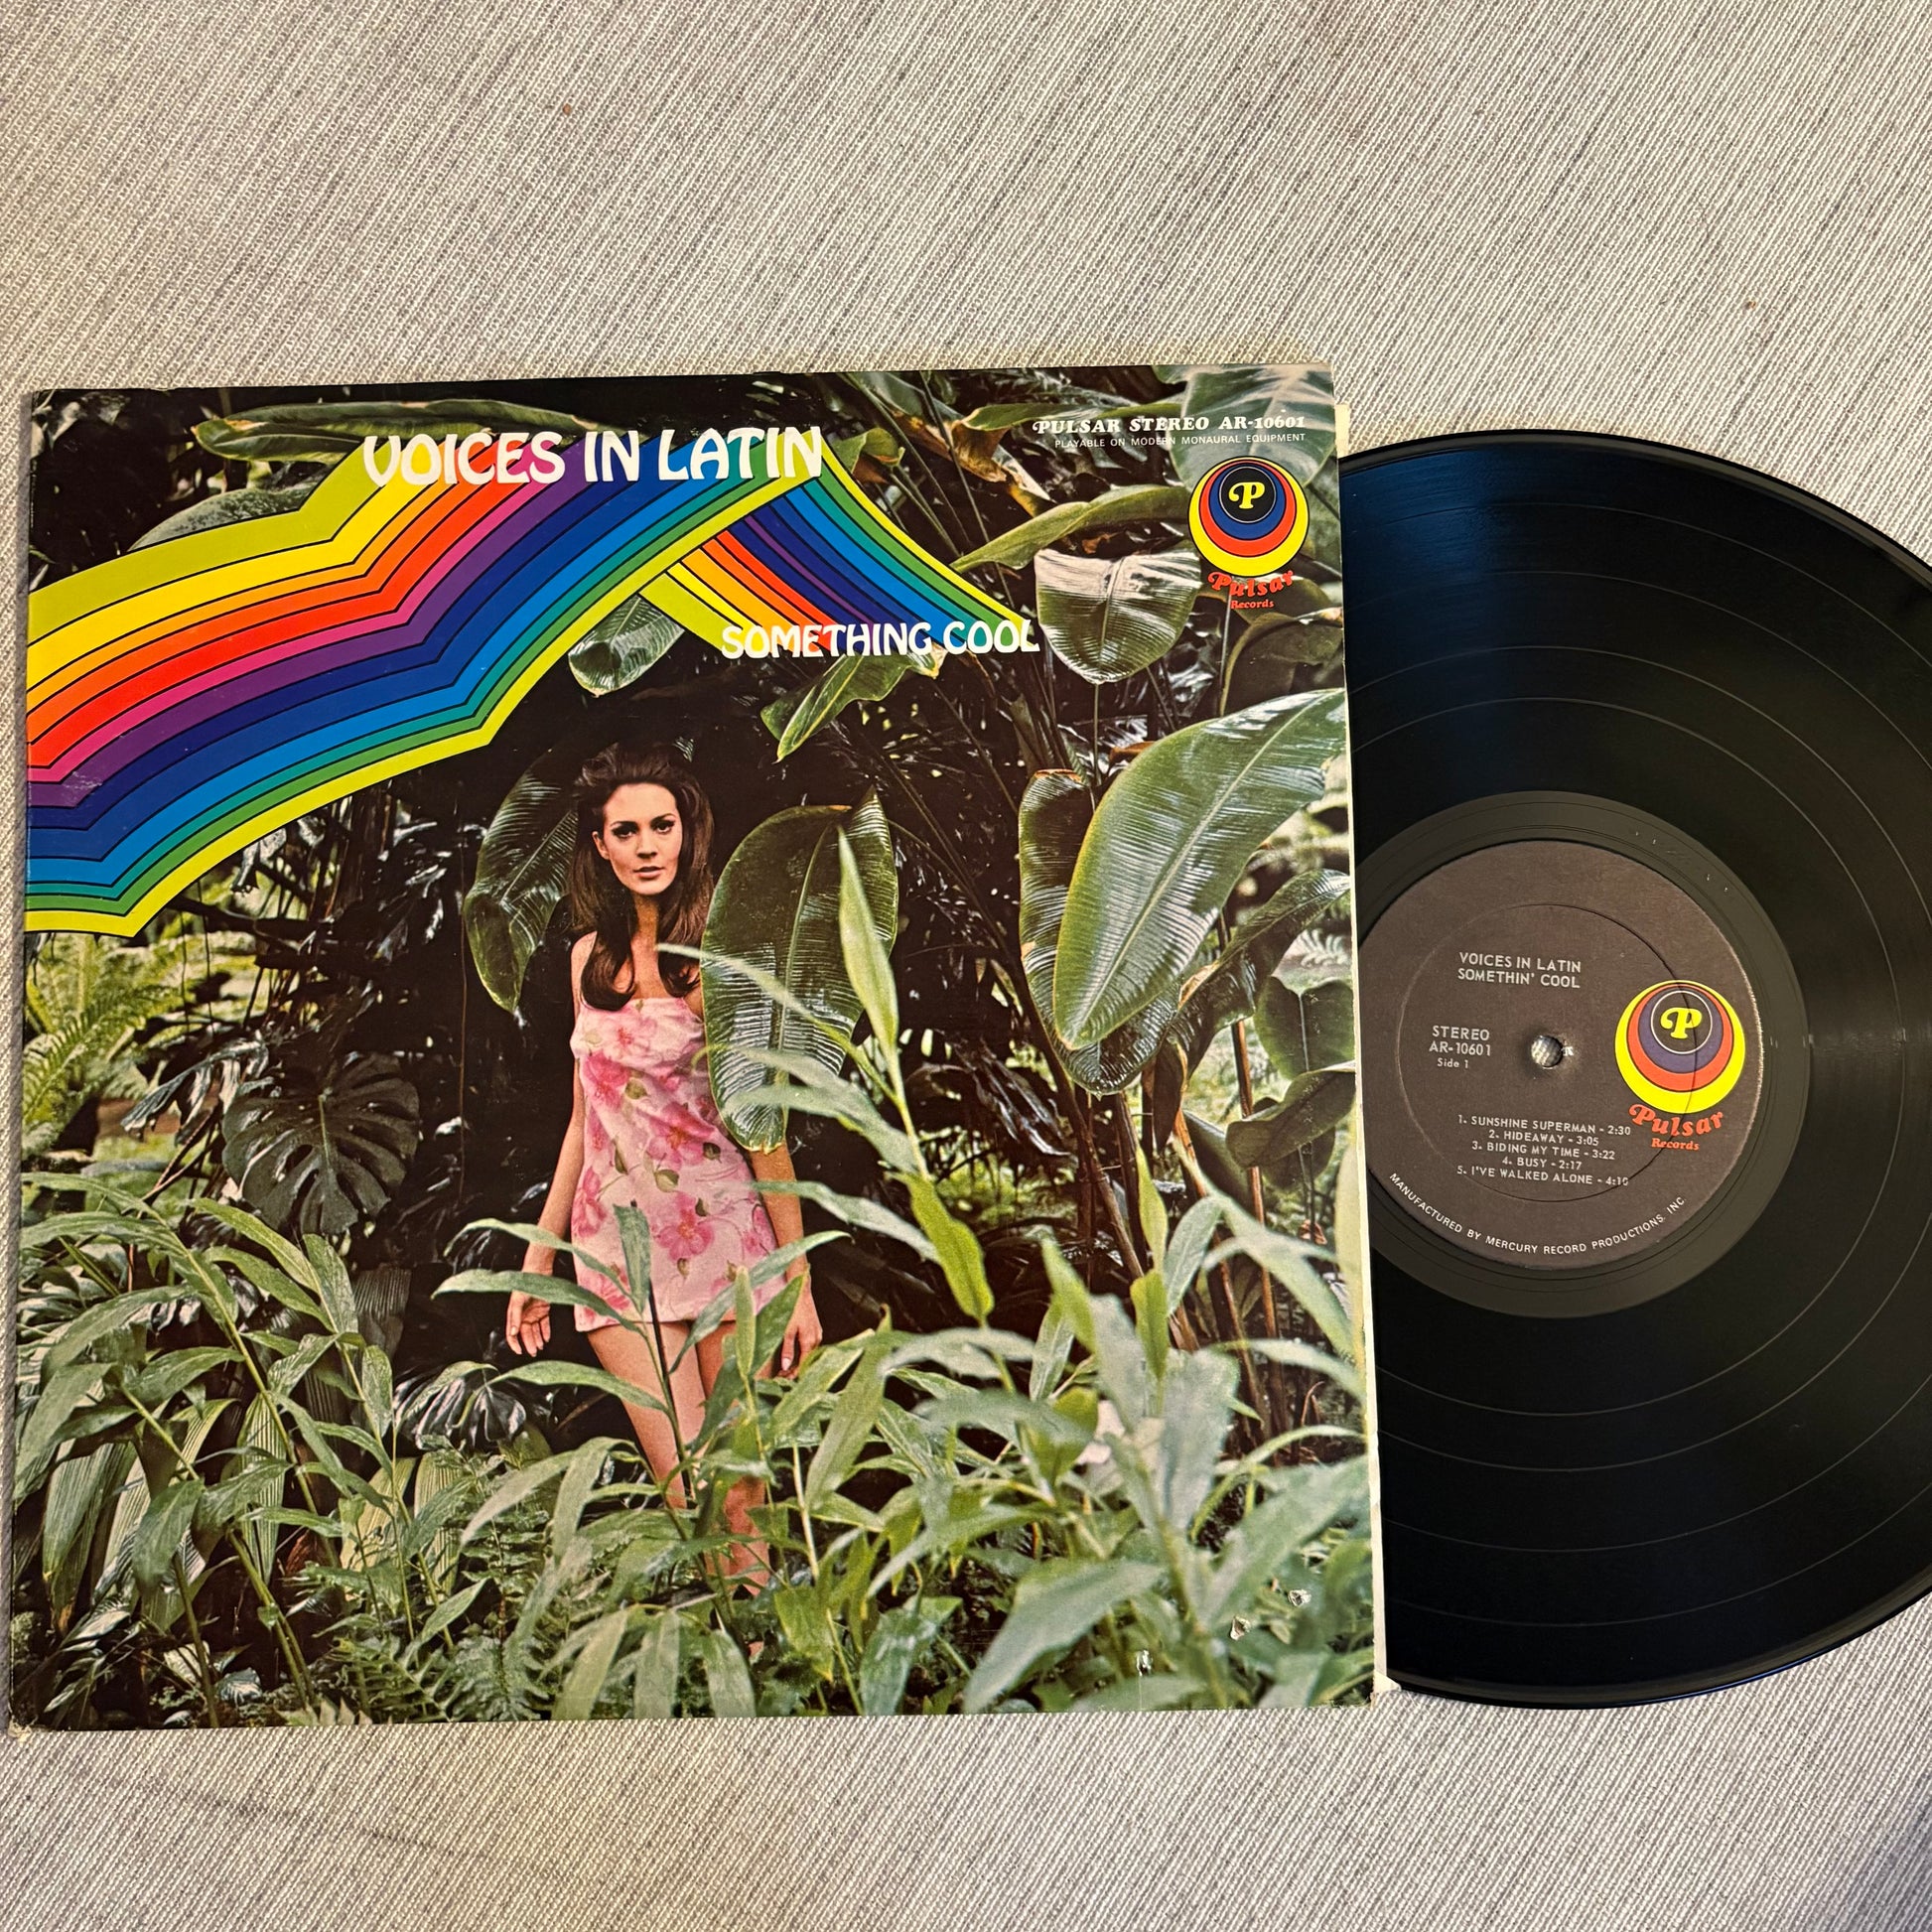 VOICES IN LATIN
SOMETHING COOL
PULSAR STEREO AR-10601
PLAYABLE ON MODERN MONAURAL EQUIPMENT
P
Pulsar
Records
VOICES IN LATIN
SOMETHIN' COOL
STEREO
AR-10601
Side 1
P
Pulsar
Records
1. SUNSHINE SUPERMAN - 2:30
2. HIDEAWAY - 3:05
3. BIDING MY TIME - 3:22
4. BUSY - 2:17
5. I'VE WALKED ALONE - 4:10
MANUFACTURED BY MERCURY RECORD PRODUCTIONS, INC